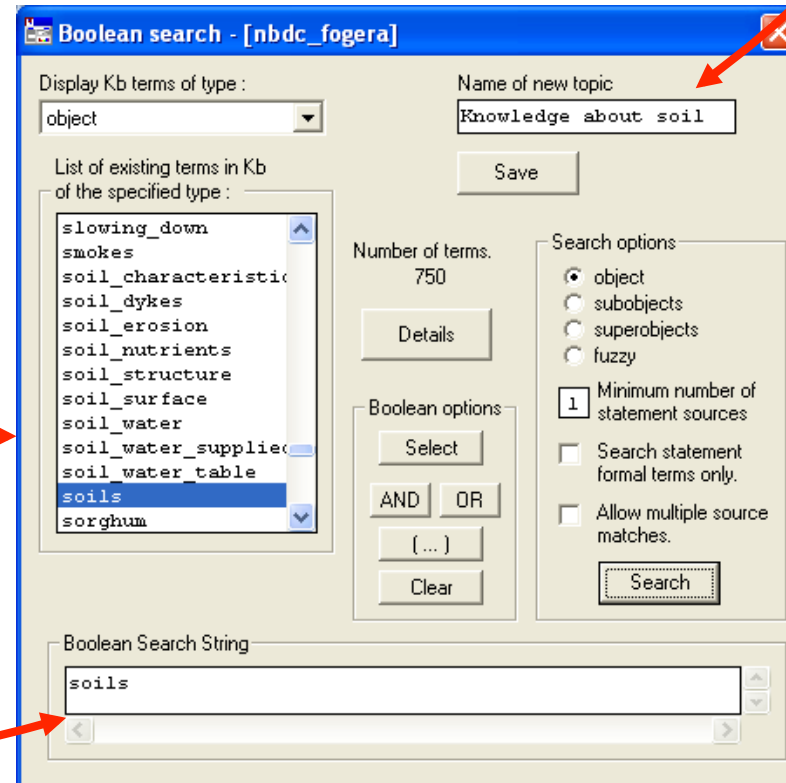 Boolean search - [nbdc_fogera]
Display Kb terms of type :
object
Name of new topic
Knowledge about soil
Save
List of existing terms in Kb
of the specified type :
slowing_down
smokes
soil_characteristic
soil_dykes
soil_erosion
soil_nutrients
soil_structure
soil_surface
soil_water
soil_water_supplied
soil_water_table
soils
sorghum
Number of terms.
750
Details
Boolean options
Select
AND OR
(...)
Clear
Search options
object
subobjects
superobjects
fuzzy
1
Minimum number of
statement sources
Search statement
formal terms only.
Allow multiple source
matches.
Search
Boolean Search String
soils